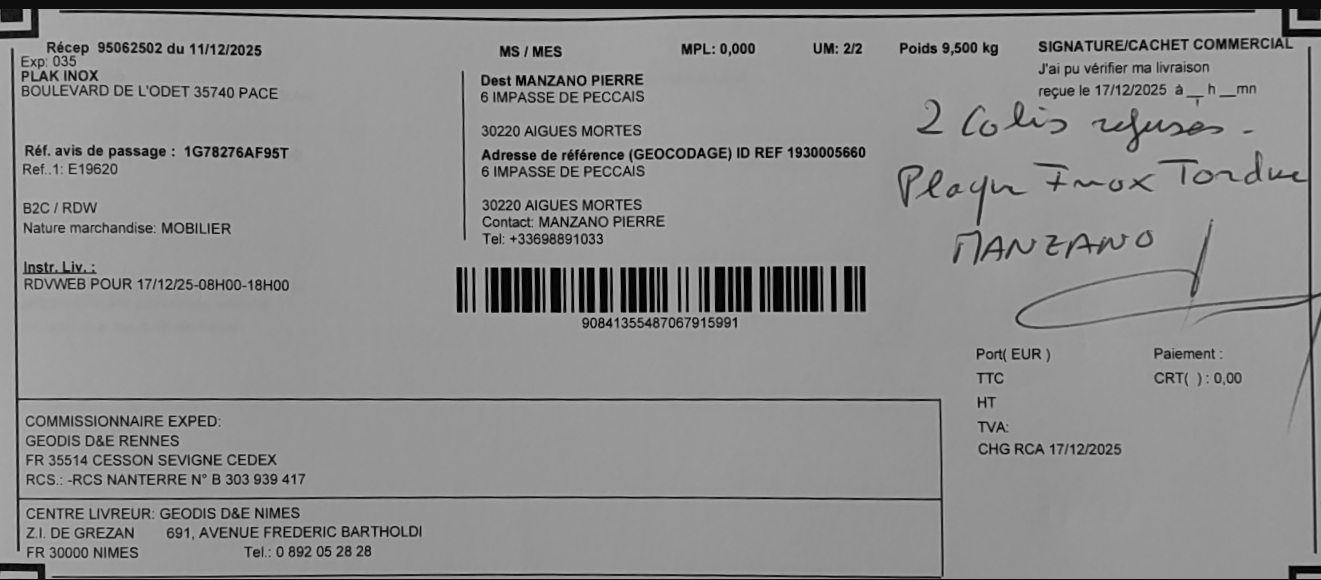 Récep 95062502 du 11/12/2025
Exp: 035
PLAK INOX
BOULEVARD DE L'ODET 35740 PACE
Réf. avis de passage : 1G78276AF95T
Ref..1: E19620
B2C / RDW
Nature marchandise: MOBILIER
Instr. Liv. :
RDVWEB POUR 17/12/25-08H00-18H00
MS / MES
MPL: 0,000
UM: 2/2
Poids 9,500 kg
Dest MANZANO PIERRE
6 IMPASSE DE PECCAIS
30220 AIGUES MORTES
Adresse de référence (GEOCODAGE) ID REF 1930005660
6 IMPASSE DE PECCAIS
30220 AIGUES MORTES
Contact: MANZANO PIERRE
Tel: +33698891033
90841355487067915991
SIGNATURE/CACHET COMMERCIAL
J'ai pu vérifier ma livraison
reçue le 17/12/2025 à __ h __mn
2 Colis refusés -
Plaque Inox Tordue
MANZANO
Port( EUR )
Paiement :
TTC
CRT( ) : 0,00
HT
TVA:
CHG RCA 17/12/2025
COMMISSIONNAIRE EXPED:
GEODIS D&E RENNES
FR 35514 CESSON SEVIGNE CEDEX
RCS.: -RCS NANTERRE N° B 303 939 417
CENTRE LIVREUR: GEODIS D&E NIMES
Z.I. DE GREZAN 691, AVENUE FREDERIC BARTHOLDI
FR 30000 NIMES Tel.: 0 892 05 28 28